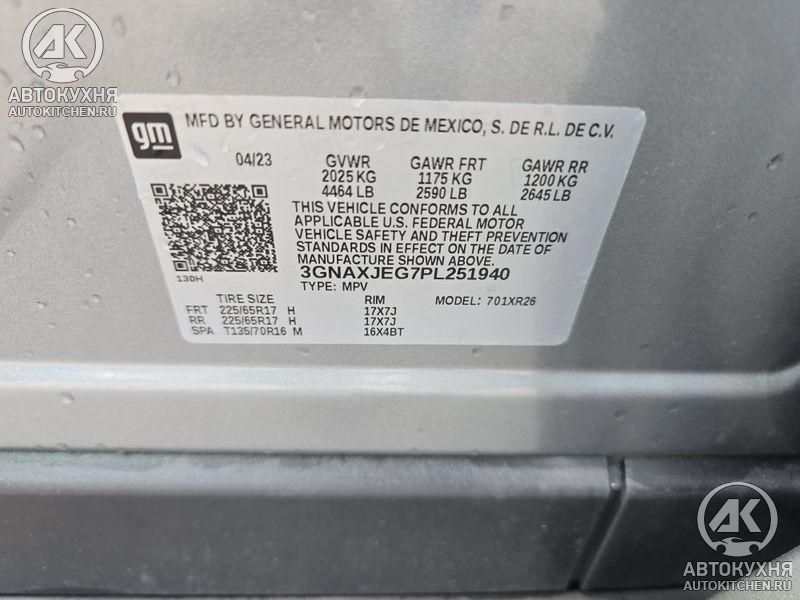 AK
АВТОКУХНЯ
AUTOKITCHEN.RU
gm MFD BY GENERAL MOTORS DE MEXICO, S. DE R.L. DE C.V.
04/23 GVWR GAWR FRT GAWR RR
2025 KG 1175 KG 1200 KG
4464 LB 2590 LB 2645 LB
THIS VEHICLE CONFORMS TO ALL
APPLICABLE U.S. FEDERAL MOTOR
VEHICLE SAFETY AND THEFT PREVENTION
STANDARDS IN EFFECT ON THE DATE OF
MANUFACTURE SHOWN ABOVE.
130H
3GNAXJEG7PL251940
TYPE: MPV
TIRE SIZE RIM MODEL: 701XR26
FRT 225/65R17 H 17X7J
RR 225/65R17 H 17X7J
SPA T135/70R16 M 16X4BT
AK
АВТОКУХНЯ
AUTOKITCHEN.RU